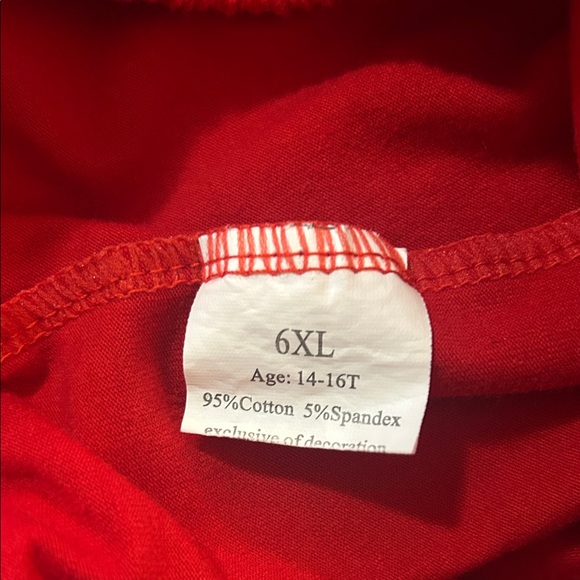 6XL
Age: 14-16T
95%Cotton 5%Spandex
exclusive of decoration